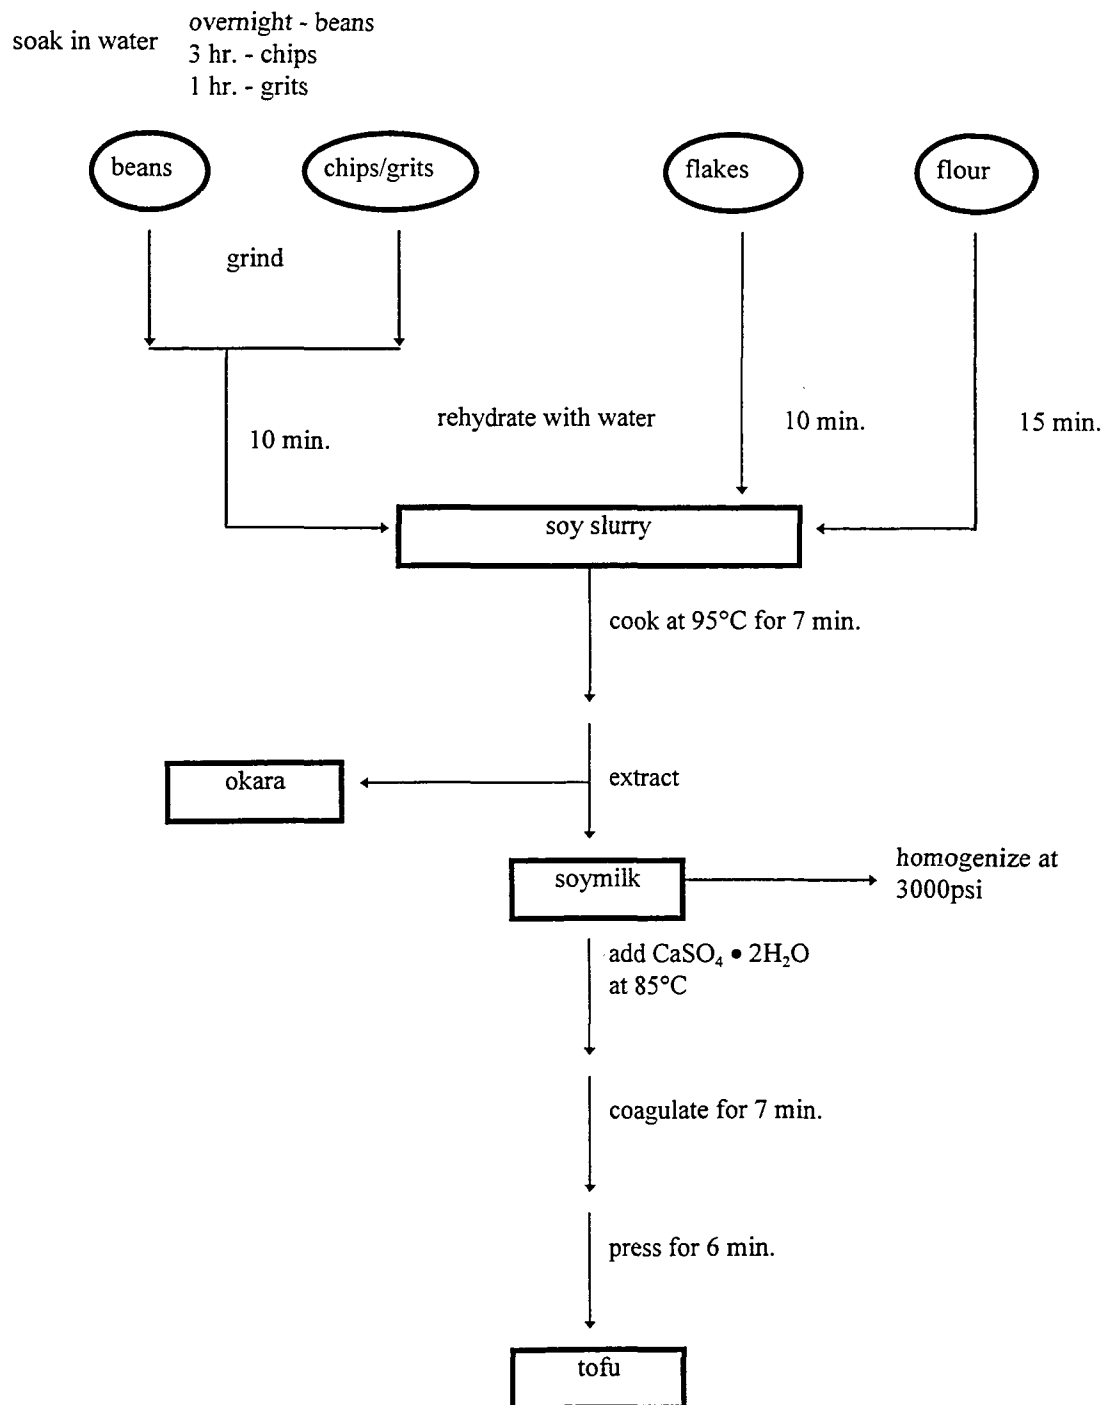 soak in water
overnight - beans
3 hr. - chips
1 hr. - grits
beans
chips/grits
flakes
flour
grind
rehydrate with water
10 min.
10 min.
15 min.
soy slurry
cook at 95°C for 7 min.
okara
extract
soymilk
homogenize at
3000psi
add CaSO₄ • 2H₂O
at 85°C
coagulate for 7 min.
press for 6 min.
tofu